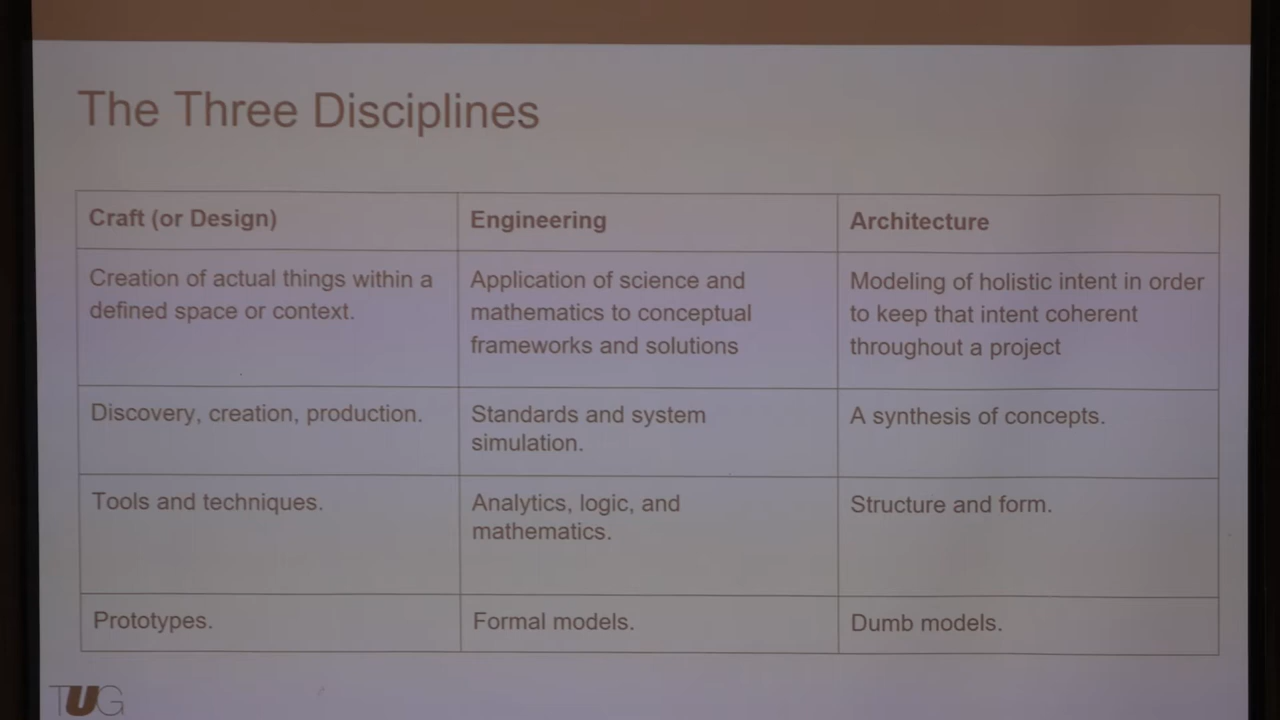 The Three Disciplines
Craft (or Design)
Engineering
Architecture
Creation of actual things within a
defined space or context.
Application of science and
mathematics to conceptual
frameworks and solutions
Modeling of holistic intent in order
to keep that intent coherent
throughout a project
Discovery, creation, production.
Standards and system
simulation.
A synthesis of concepts.
Tools and techniques.
Analytics, logic, and
mathematics.
Structure and form.
Prototypes.
Formal models.
Dumb models.
TUG